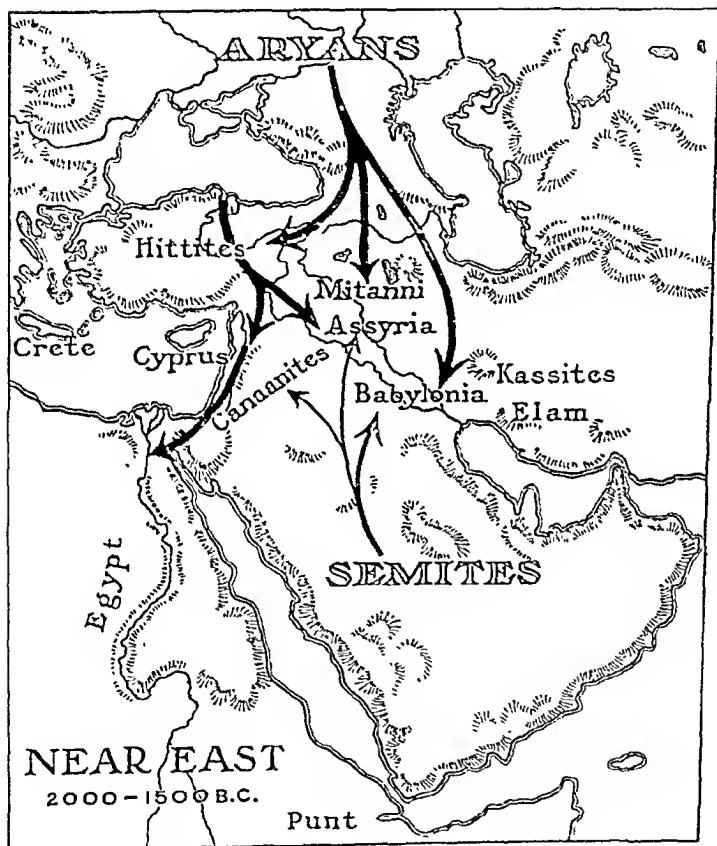 ARYANS
Hittites
Mitanni
Assyria
Crete
Cyprus
Canaanites
Babylonia
Kassites
Elam
SEMITES
Egypt
NEAR EAST
2000-1500 B.C.
Punt